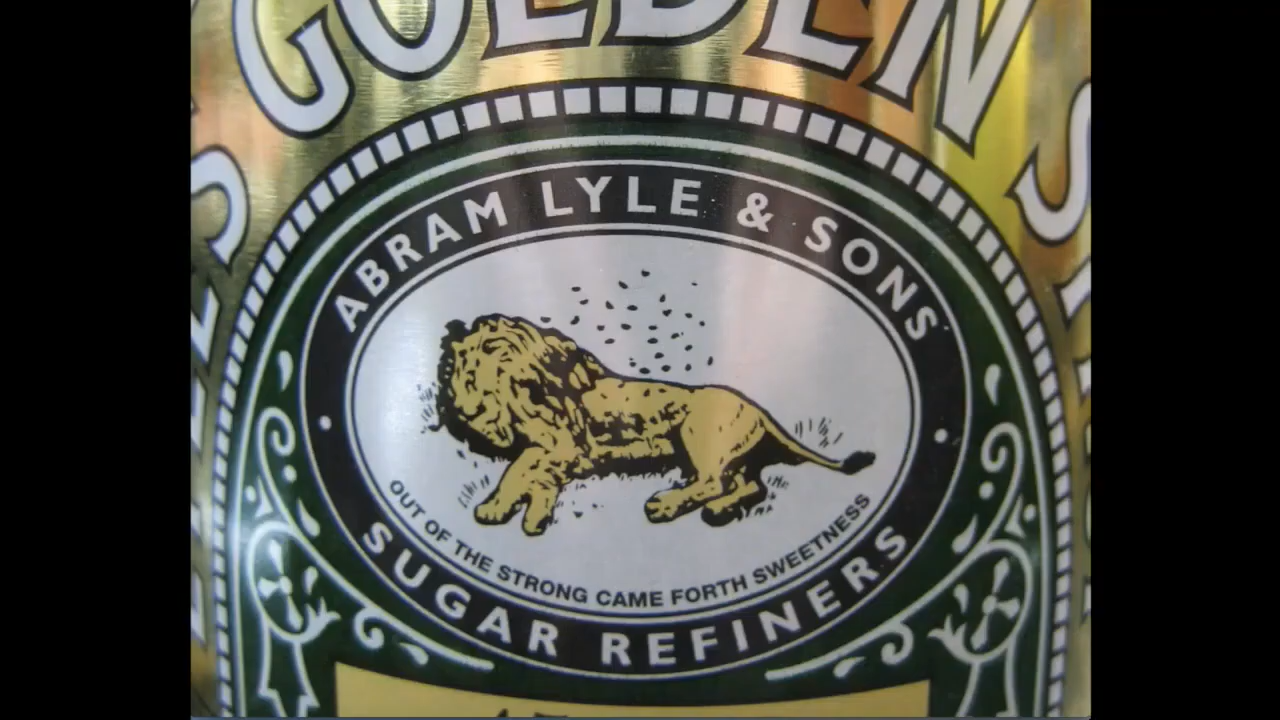 GOLDEN
ABRAM LYLE & SONS
OUT OF THE STRONG CAME FORTH SWEETNESS
SUGAR REFINERS